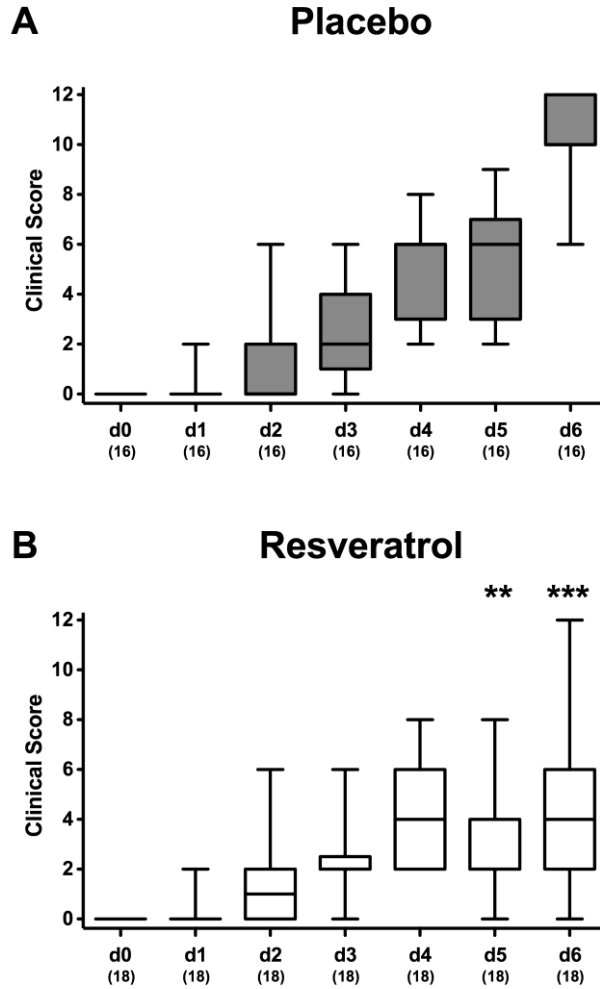 A Placebo
Clinical Score
12
10
8
6
4
2
0
d0 d1 d2 d3 d4 d5 d6
(16) (16) (16) (16) (16) (16) (16)
B Resveratrol
** ***
Clinical Score
12
10
8
6
4
2
0
d0 d1 d2 d3 d4 d5 d6
(18) (18) (18) (18) (18) (18) (18)